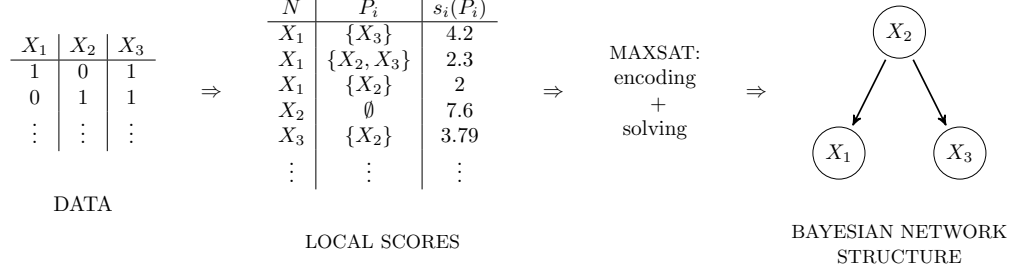 X₁ X₂ X₃
1 0 1
0 1 1
⋮ ⋮ ⋮
DATA
⇒
N Pᵢ sᵢ(Pᵢ)
X₁ {X₃} 4.2
X₁ {X₂, X₃} 2.3
X₁ {X₂} 2
X₂ ∅ 7.6
X₃ {X₂} 3.79
⋮ ⋮ ⋮
LOCAL SCORES
⇒
MAXSAT:
encoding
+
solving
⇒
X₂
X₁ X₃
BAYESIAN NETWORK
STRUCTURE